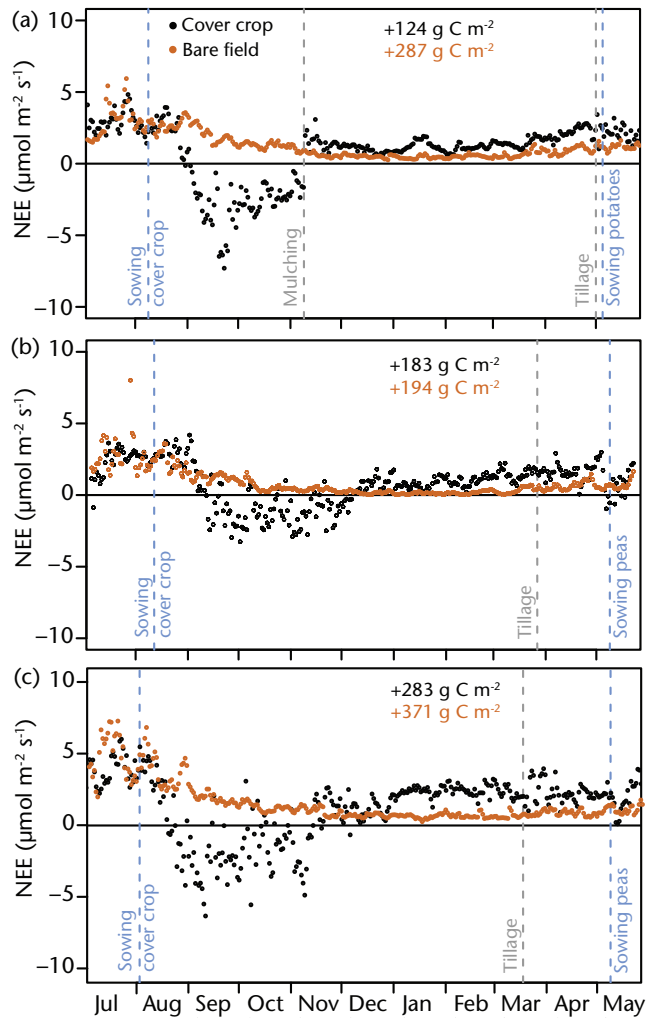 (a)
10
5
0
−5
−10
NEE (μmol m-2 s-1)
Cover crop
Bare field
+124 g C m-2
+287 g C m-2
Sowing
cover crop
Mulching
Tillage
Sowing potatoes
(b)
10
5
0
−5
−10
NEE (μmol m-2 s-1)
+183 g C m-2
+194 g C m-2
Sowing
cover crop
Tillage
Sowing peas
(c)
10
5
0
−5
−10
NEE (μmol m-2 s-1)
+283 g C m-2
+371 g C m-2
Sowing
cover crop
Tillage
Sowing peas
Jul Aug Sep Oct Nov Dec Jan Feb Mar Apr May